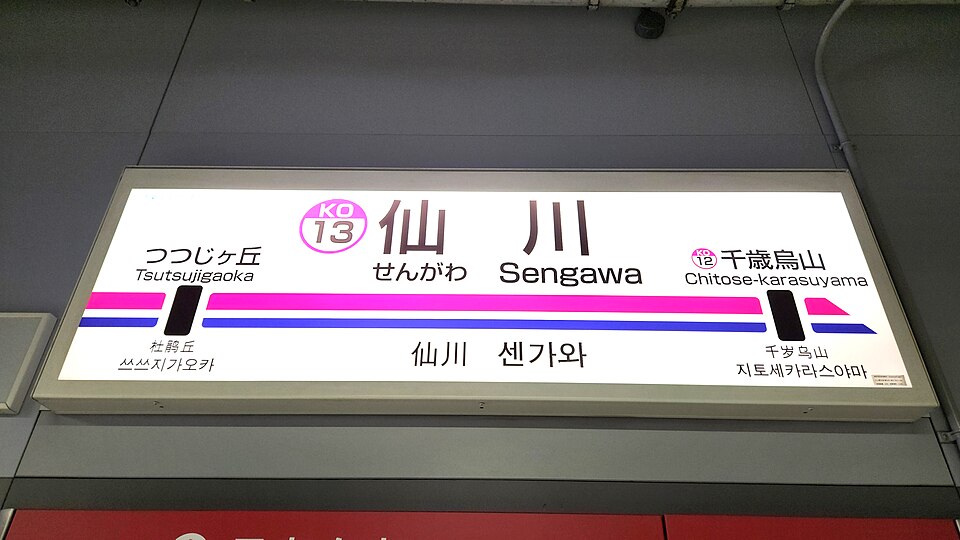 KO
13
仙川
せんがわ Sengawa
つつじヶ丘
Tsutsujigaoka
KO
12
千歳烏山
Chitose-karasuyama
杜鹃丘
쓰쓰지가오카
仙川 센가와
千岁乌山
지토세카라스야마